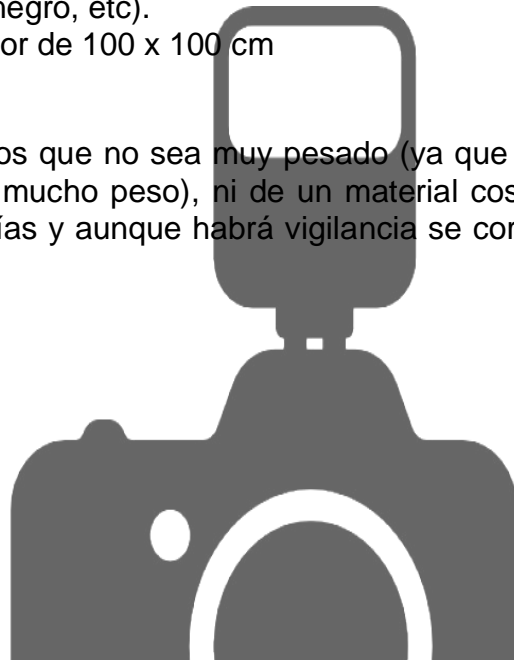 negro, etc).
or de 100 x 100 cm
os que no sea muy pesado (ya que
mucho peso), ni de un material cos
ías y aunque habrá vigilancia se cor